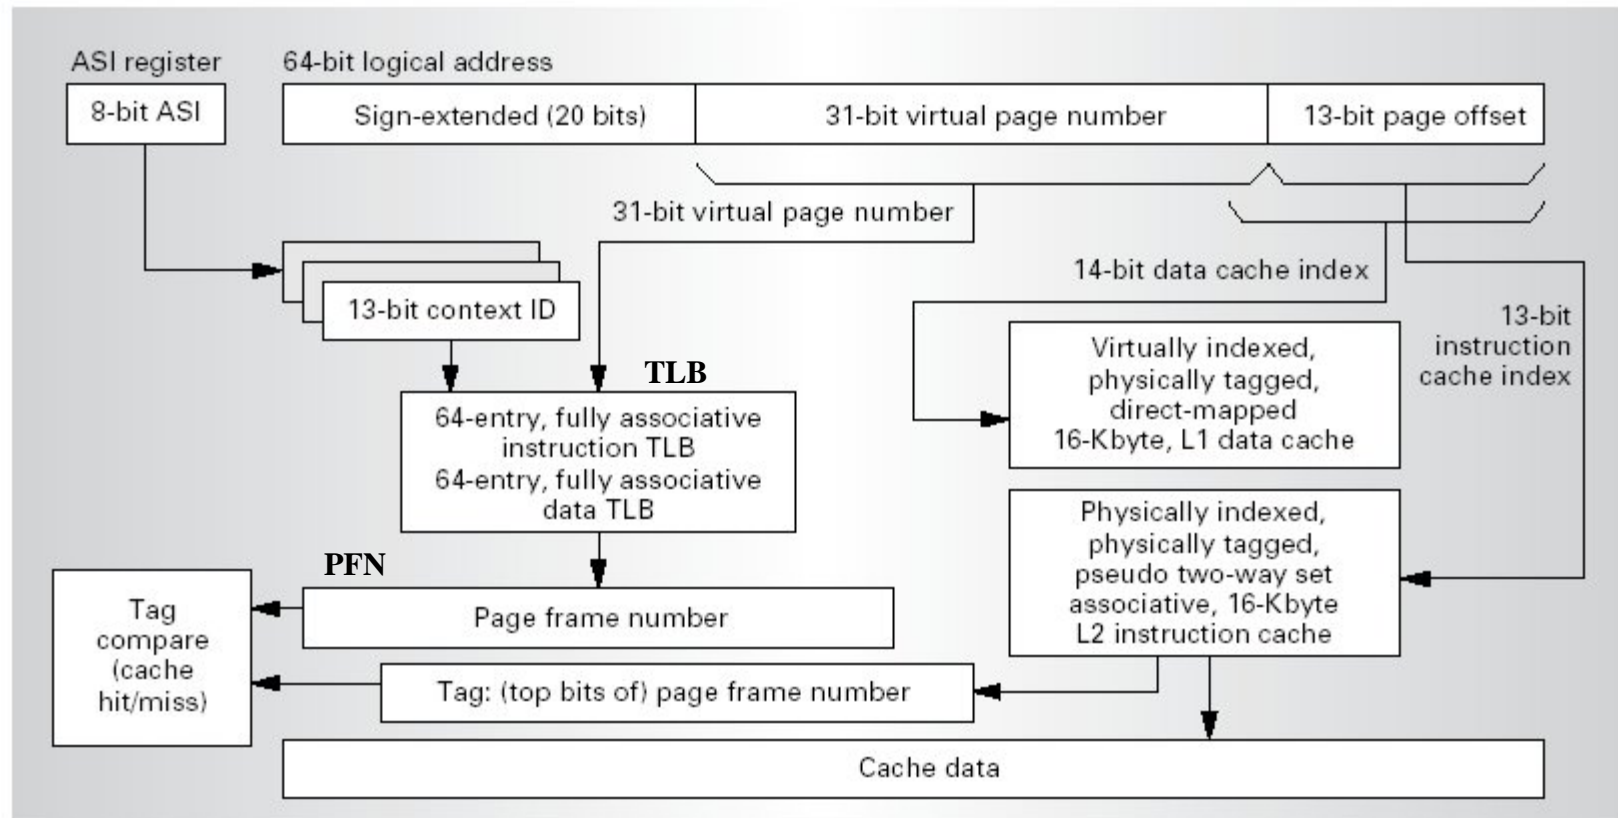 ASI register
64-bit logical address
8-bit ASI
Sign-extended (20 bits)
31-bit virtual page number
13-bit page offset
31-bit virtual page number
14-bit data cache index
13-bit context ID
13-bit
instruction
cache index
Virtually indexed,
physically tagged,
direct-mapped
16-Kbyte, L1 data cache
TLB
64-entry, fully associative
instruction TLB
64-entry, fully associative
data TLB
Physically indexed,
physically tagged,
pseudo two-way set
associative, 16-Kbyte
L2 instruction cache
PFN
Page frame number
Tag
compare
(cache
hit/miss)
Tag: (top bits of) page frame number
Cache data